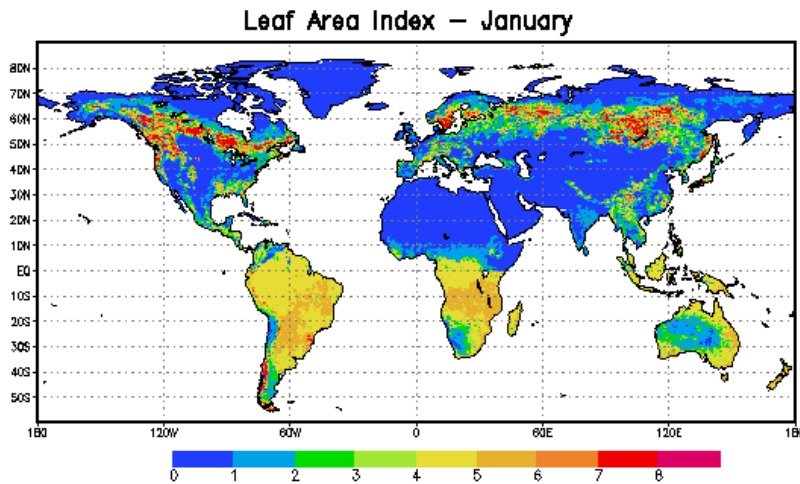 Leaf Area Index – January
80N
70N
60N
50N
40N
30N
20N
10N
EQ
10S
20S
30S
40S
50S
180 120W 60W 0 60E 120E 180
0 1 2 3 4 5 6 7 8